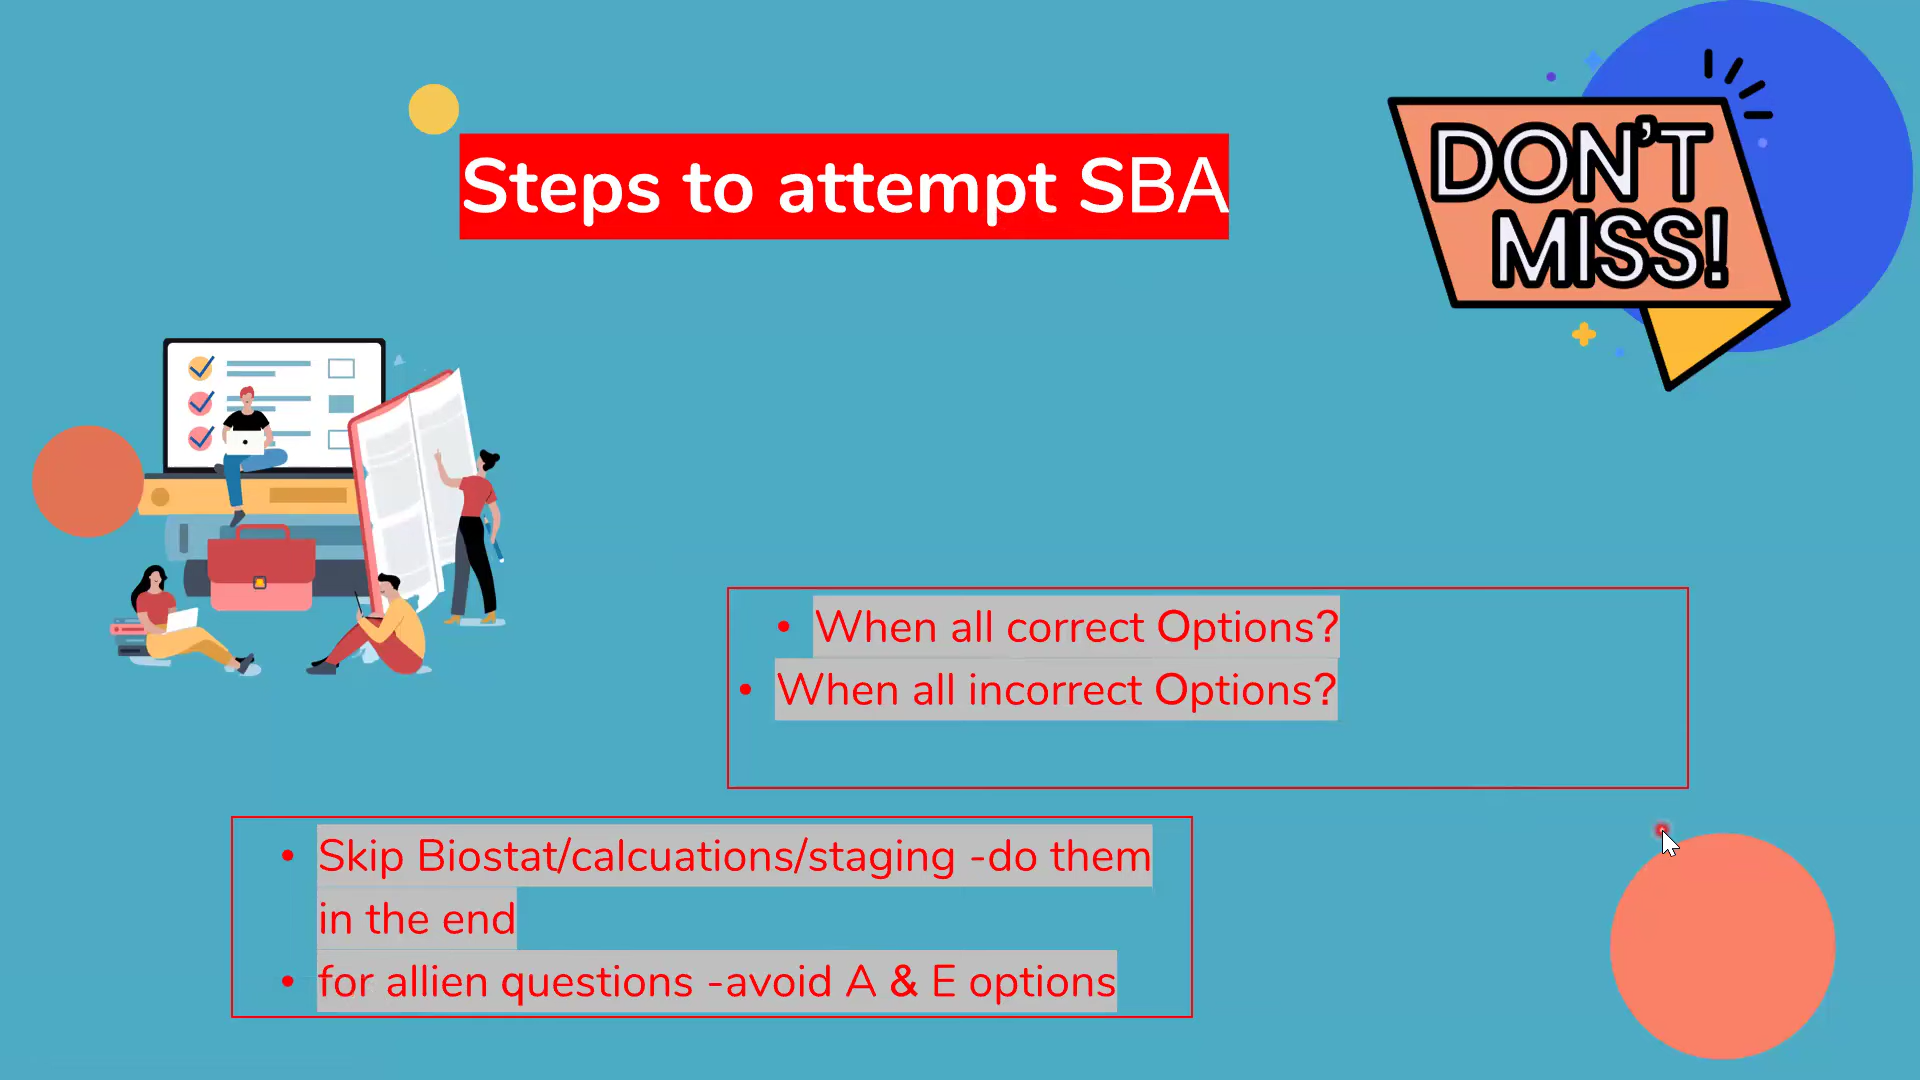 Steps to attempt SBA
DON'T
MISS!
• When all correct Options?
• When all incorrect Options?
• Skip Biostat/calcuations/staging -do them
in the end
• for allien questions -avoid A & E options